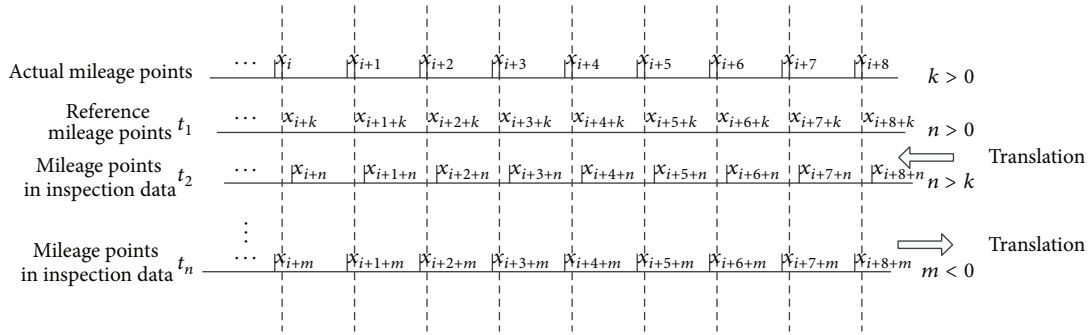 Actual mileage points ⋯ x_i x_{i+1} x_{i+2} x_{i+3} x_{i+4} x_{i+5} x_{i+6} x_{i+7} x_{i+8} k > 0
Reference
mileage points t_1 ⋯ x_{i+k} x_{i+1+k} x_{i+2+k} x_{i+3+k} x_{i+4+k} x_{i+5+k} x_{i+6+k} x_{i+7+k} x_{i+8+k} n > 0
Translation
Mileage points
in inspection data t_2 ⋯ x_{i+n} x_{i+1+n} x_{i+2+n} x_{i+3+n} x_{i+4+n} x_{i+5+n} x_{i+6+n} x_{i+7+n} x_{i+8+n} n > k
⋮
Translation
Mileage points
in inspection data t_n ⋯ x_{i+m} x_{i+1+m} x_{i+2+m} x_{i+3+m} x_{i+4+m} x_{i+5+m} x_{i+6+m} x_{i+7+m} x_{i+8+m} m < 0